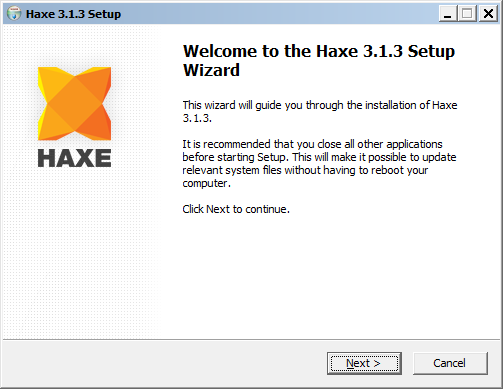 Haxe 3.1.3 Setup
Welcome to the Haxe 3.1.3 Setup
Wizard
This wizard will guide you through the installation of Haxe
3.1.3.
It is recommended that you close all other applications
before starting Setup. This will make it possible to update
relevant system files without having to reboot your
computer.
Click Next to continue.
HAXE
Next >
Cancel